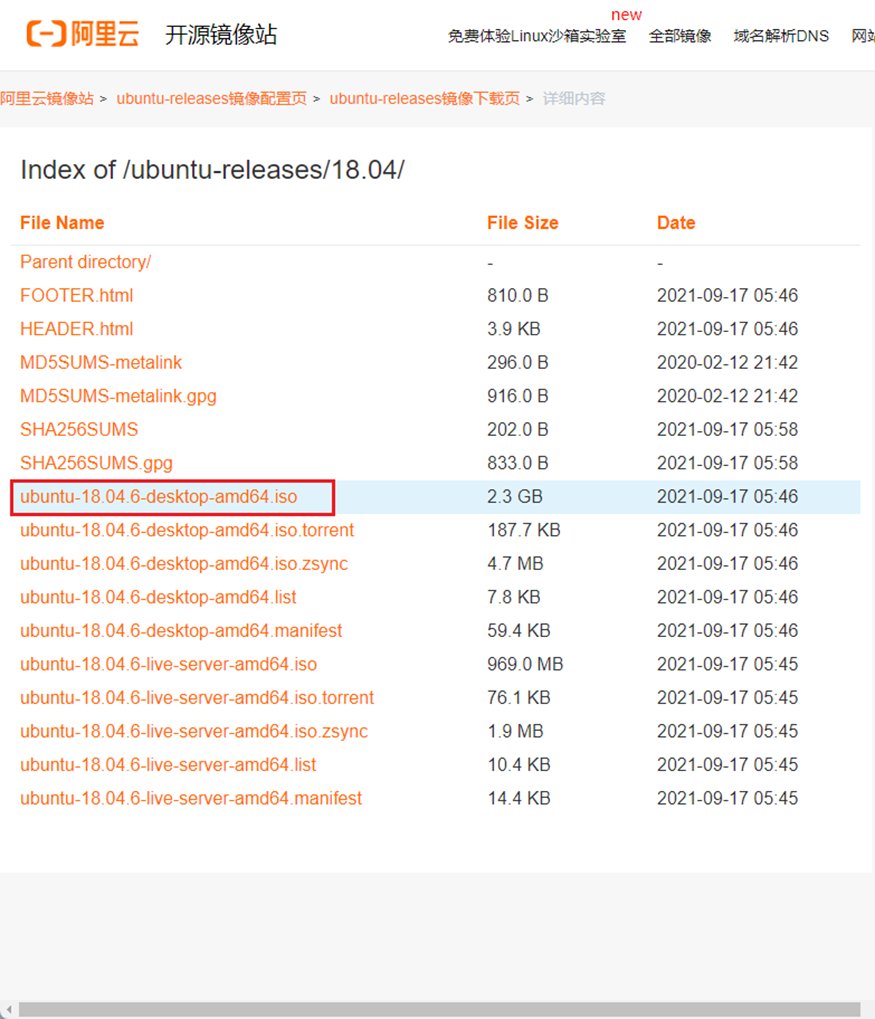 new
阿里云 开源镜像站 免费体验Linux沙箱实验室 全部镜像 域名解析DNS 网站
阿里云镜像站 > ubuntu-releases镜像配置页 > ubuntu-releases镜像下载页 > 详细内容
Index of /ubuntu-releases/18.04/
File Name File Size Date
Parent directory/ - -
FOOTER.html 810.0 B 2021-09-17 05:46
HEADER.html 3.9 KB 2021-09-17 05:46
MD5SUMS-metalink 296.0 B 2020-02-12 21:42
MD5SUMS-metalink.gpg 916.0 B 2020-02-12 21:42
SHA256SUMS 202.0 B 2021-09-17 05:58
SHA256SUMS.gpg 833.0 B 2021-09-17 05:58
ubuntu-18.04.6-desktop-amd64.iso 2.3 GB 2021-09-17 05:46
ubuntu-18.04.6-desktop-amd64.iso.torrent 187.7 KB 2021-09-17 05:46
ubuntu-18.04.6-desktop-amd64.iso.zsync 4.7 MB 2021-09-17 05:46
ubuntu-18.04.6-desktop-amd64.list 7.8 KB 2021-09-17 05:46
ubuntu-18.04.6-desktop-amd64.manifest 59.4 KB 2021-09-17 05:46
ubuntu-18.04.6-live-server-amd64.iso 969.0 MB 2021-09-17 05:45
ubuntu-18.04.6-live-server-amd64.iso.torrent 76.1 KB 2021-09-17 05:45
ubuntu-18.04.6-live-server-amd64.iso.zsync 1.9 MB 2021-09-17 05:45
ubuntu-18.04.6-live-server-amd64.list 10.4 KB 2021-09-17 05:45
ubuntu-18.04.6-live-server-amd64.manifest 14.4 KB 2021-09-17 05:45